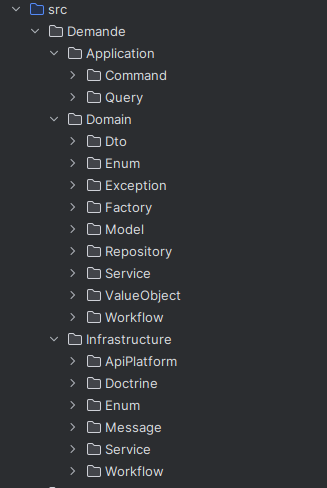 src
Demande
Application
Command
Query
Domain
Dto
Enum
Exception
Factory
Model
Repository
Service
ValueObject
Workflow
Infrastructure
ApiPlatform
Doctrine
Enum
Message
Service
Workflow